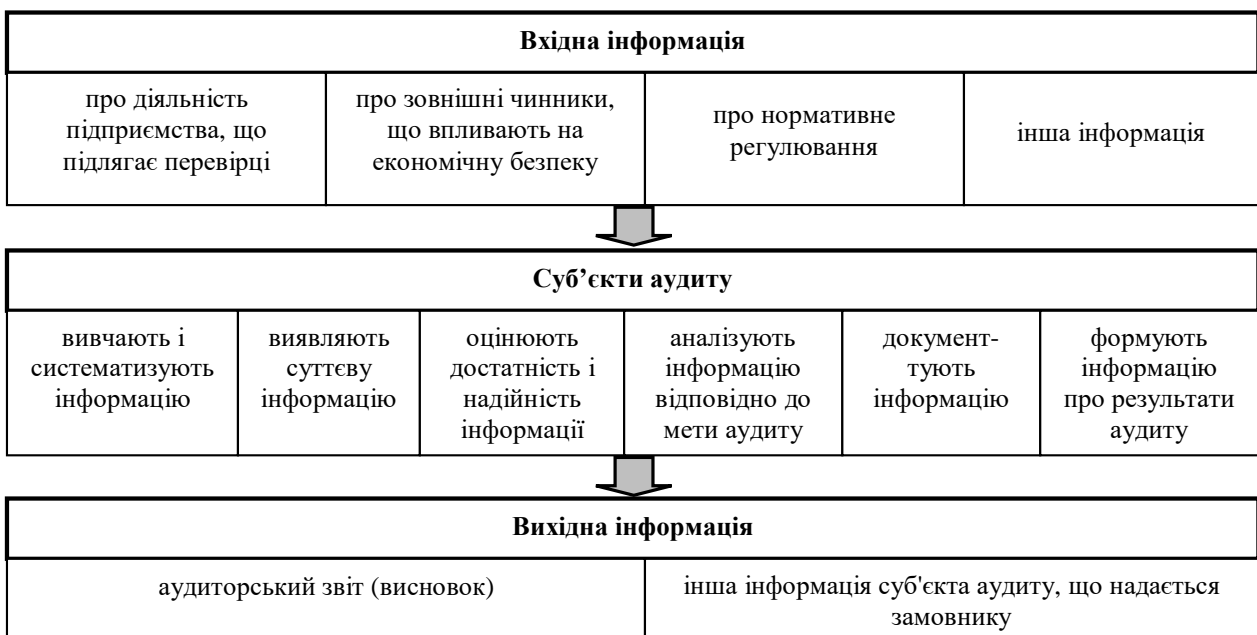 Вхідна інформація
про діяльність
підприємства, що
підлягає перевірці
про зовнішні чинники,
що впливають на
економічну безпеку
про нормативне
регулювання
інша інформація
Суб’єкти аудиту
вивчають і
систематизують
інформацію
виявляють
суттєву
інформацію
оцінюють
достатність і
надійність
інформації
аналізують
інформацію
відповідно до
мети аудиту
документ-
тують
інформацію
формують
інформацію
про результати
аудиту
Вихідна інформація
аудиторський звіт (висновок)
інша інформація суб'єкта аудиту, що надається
замовнику